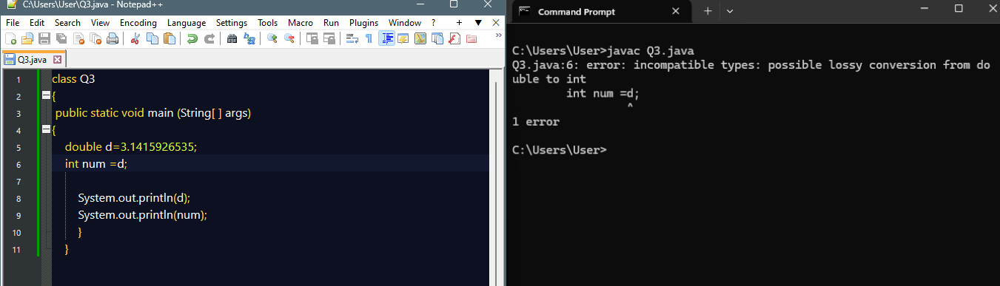 C:\Users\User\Q3.java - Notepad++
File Edit Search View Encoding Language Settings Tools Macro Run Plugins Window ? + ▼ X
Q3.java
1 class Q3
2 {
3 public static void main (String[ ] args)
4 {
5 double d=3.1415926535;
6 int num =d;
7
8 System.out.println(d);
9 System.out.println(num);
10 }
11 }
Command Prompt
C:\Users\User>javac Q3.java
Q3.java:6: error: incompatible types: possible lossy conversion from do
uble to int
int num =d;
^
1 error
C:\Users\User>